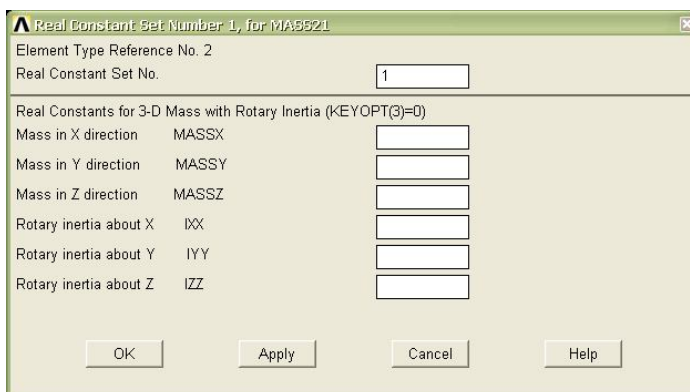 Real Constant Set Number 1, for MASS21
Element Type Reference No. 2
Real Constant Set No. 1
Real Constants for 3-D Mass with Rotary Inertia (KEYOPT(3)=0)
Mass in X direction MASSX
Mass in Y direction MASSY
Mass in Z direction MASSZ
Rotary inertia about X IXX
Rotary inertia about Y IYY
Rotary inertia about Z IZZ
OK Apply Cancel Help